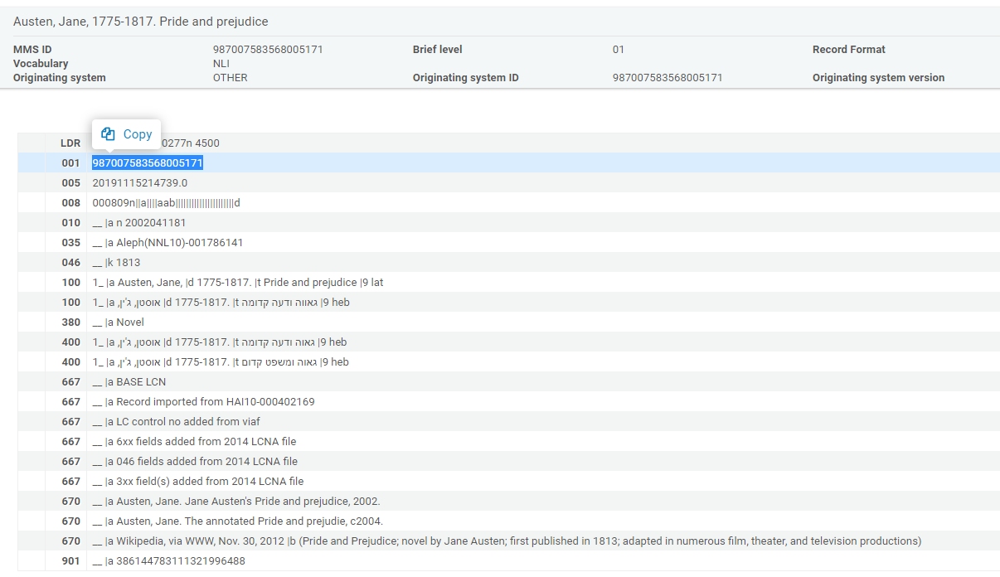 Austen, Jane, 1775-1817. Pride and prejudice
MMS ID 987007583568005171 Brief level 01 Record Format
Vocabulary NLI
Originating system OTHER Originating system ID 987007583568005171 Originating system version
Copy
LDR 0277n 4500
001 987007583568005171
005 20191115214739.0
008 000809n||a||||aab||||||||||||||||||||||d
010 __ |a n 2002041181
035 __ |a Aleph(NNL10)-001786141
046 __ |k 1813
100 1_ |a Austen, Jane, |d 1775-1817. |t Pride and prejudice |9 lat
100 1_ |a אוסטן, ג'ין, |d 1775-1817. |t גאווה ודעה קדומה |9 heb
380 __ |a Novel
400 1_ |a אוסטן, ג'ין, |d 1775-1817. |t גאוה ודעה קדומה |9 heb
400 1_ |a אוסטן, ג'ין, |d 1775-1817. |t גאוה ומשפט קדום |9 heb
667 __ |a BASE LCN
667 __ |a Record imported from HAI10-000402169
667 __ |a LC control no added from viaf
667 __ |a 6xx fields added from 2014 LCNA file
667 __ |a 046 fields added from 2014 LCNA file
667 __ |a 3xx field(s) added from 2014 LCNA file
670 __ |a Austen, Jane. Jane Austen's Pride and prejudice, 2002.
670 __ |a Austen, Jane. The annotated Pride and prejudie, c2004.
670 __ |a Wikipedia, via WWW, Nov. 30, 2012 |b (Pride and Prejudice; novel by Jane Austen; first published in 1813; adapted in numerous film, theater, and television productions)
901 __ |a 386144783111321996488